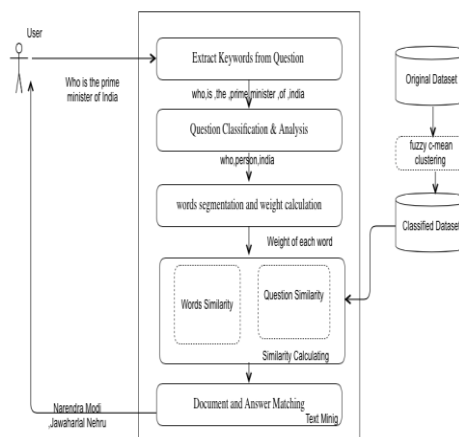 User
Who is the prime
minister of India
Extract Keywords from Question
who,is ,the ,prime,minister ,of ,india
Question Classification & Analysis
who,person,india
words segmentation and weight calculation
Weight of each word
Words Similarity
Question Similarity
Similarity Calculating
Document and Answer Matching
Text Minig
Narendra Modi
,Jawaharlal Nehru
Original Dataset
fuzzy c-mean
clustering
Classified Dataset